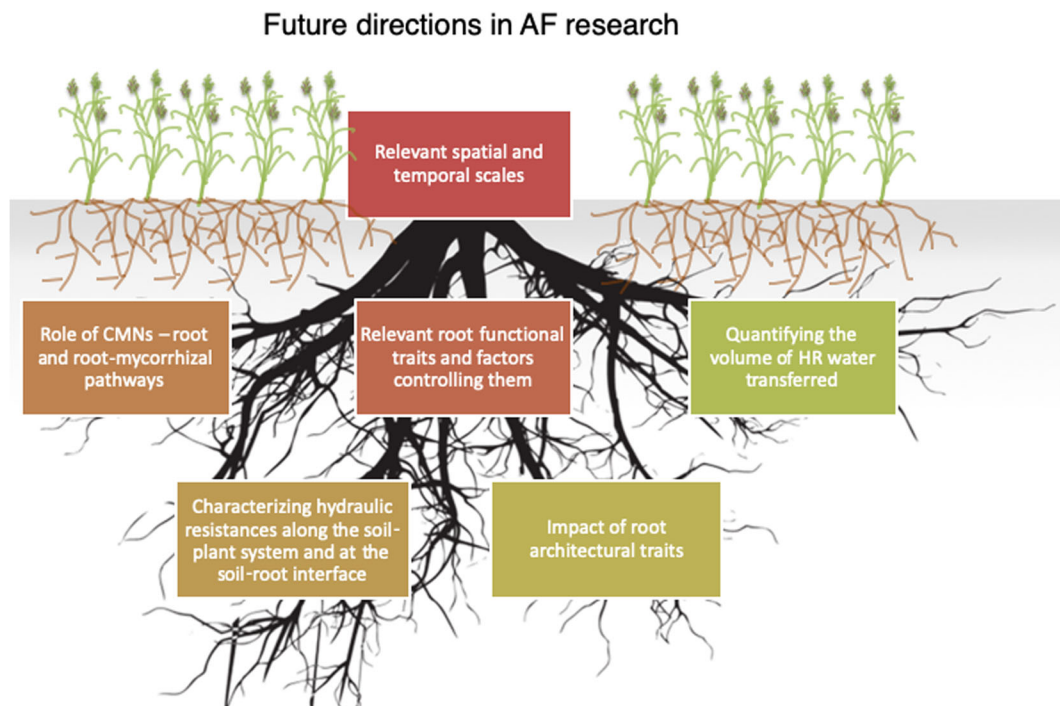 Future directions in AF research
Relevant spatial and
temporal scales
Role of CMNs – root
and root-mycorrhizal
pathways
Relevant root functional
traits and factors
controlling them
Quantifying the
volume of HR water
transferred
Characterizing hydraulic
resistances along the soil-
plant system and at the
soil-root interface
Impact of root
architectural traits